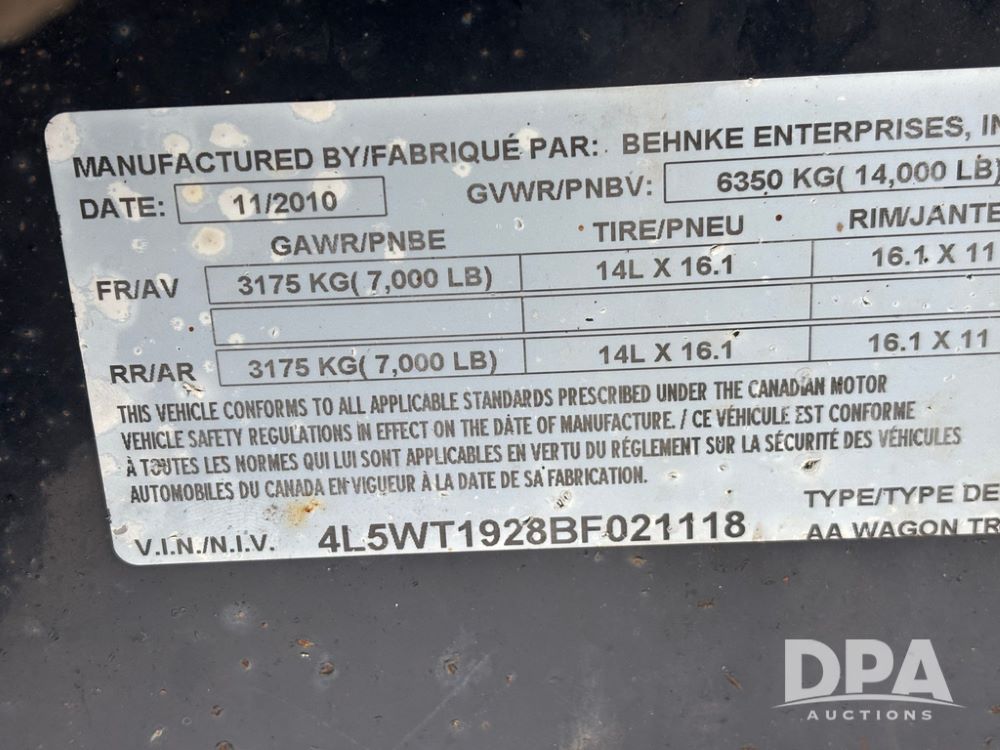 MANUFACTURED BY/FABRIQUÉ PAR: BEHNKE ENTERPRISES,
DATE: 11/2010 GVWR/PNBV: 6350 KG( 14,000 LB)
GAWR/PNBE TIRE/PNEU RIM/JANTE
FR/AV 3175 KG( 7,000 LB) 14L X 16.1 16.1 X 11
RR/AR 3175 KG( 7,000 LB) 14L X 16.1 16.1 X 11
THIS VEHICLE CONFORMS TO ALL APPLICABLE STANDARDS PRESCRIBED UNDER THE CANADIAN MOTOR
VEHICLE SAFETY REGULATIONS IN EFFECT ON THE DATE OF MANUFACTURE. / CE VÉHICULE EST CONFORME
À TOUTES LES NORMES QUI LUI SONT APPLICABLES EN VERTU DU RÉGLEMENT SUR LA SÉCURITÉ DES VÉHICULES
AUTOMOBILES DU CANADA EN VIGUEUR À LA DATE DE SA FABRICATION.
TYPE/TYPE DE
V.I.N./N.I.V. 4L5WT1928BF021118 AA WAGON
DPA
AUCTIONS